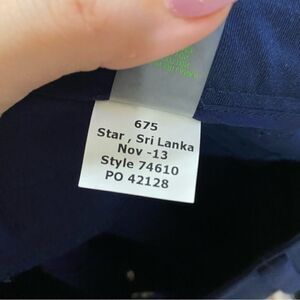 675
Star , Sri Lanka
Nov -13
Style 74610
PO 42128